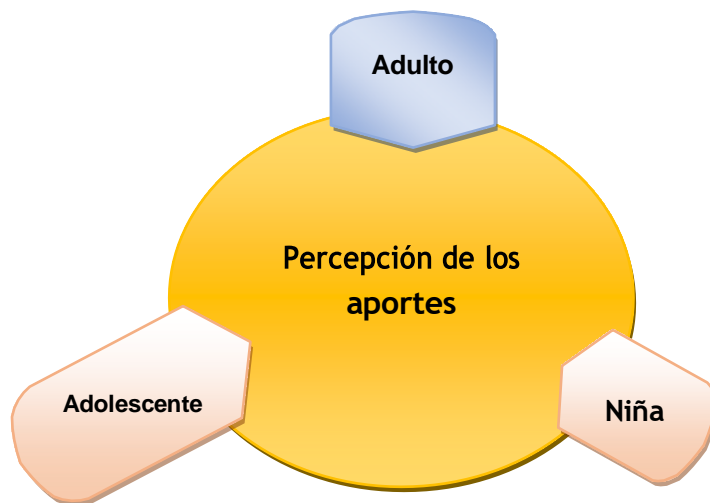 Adulto
Percepción de los
aportes
Adolescente
Niña